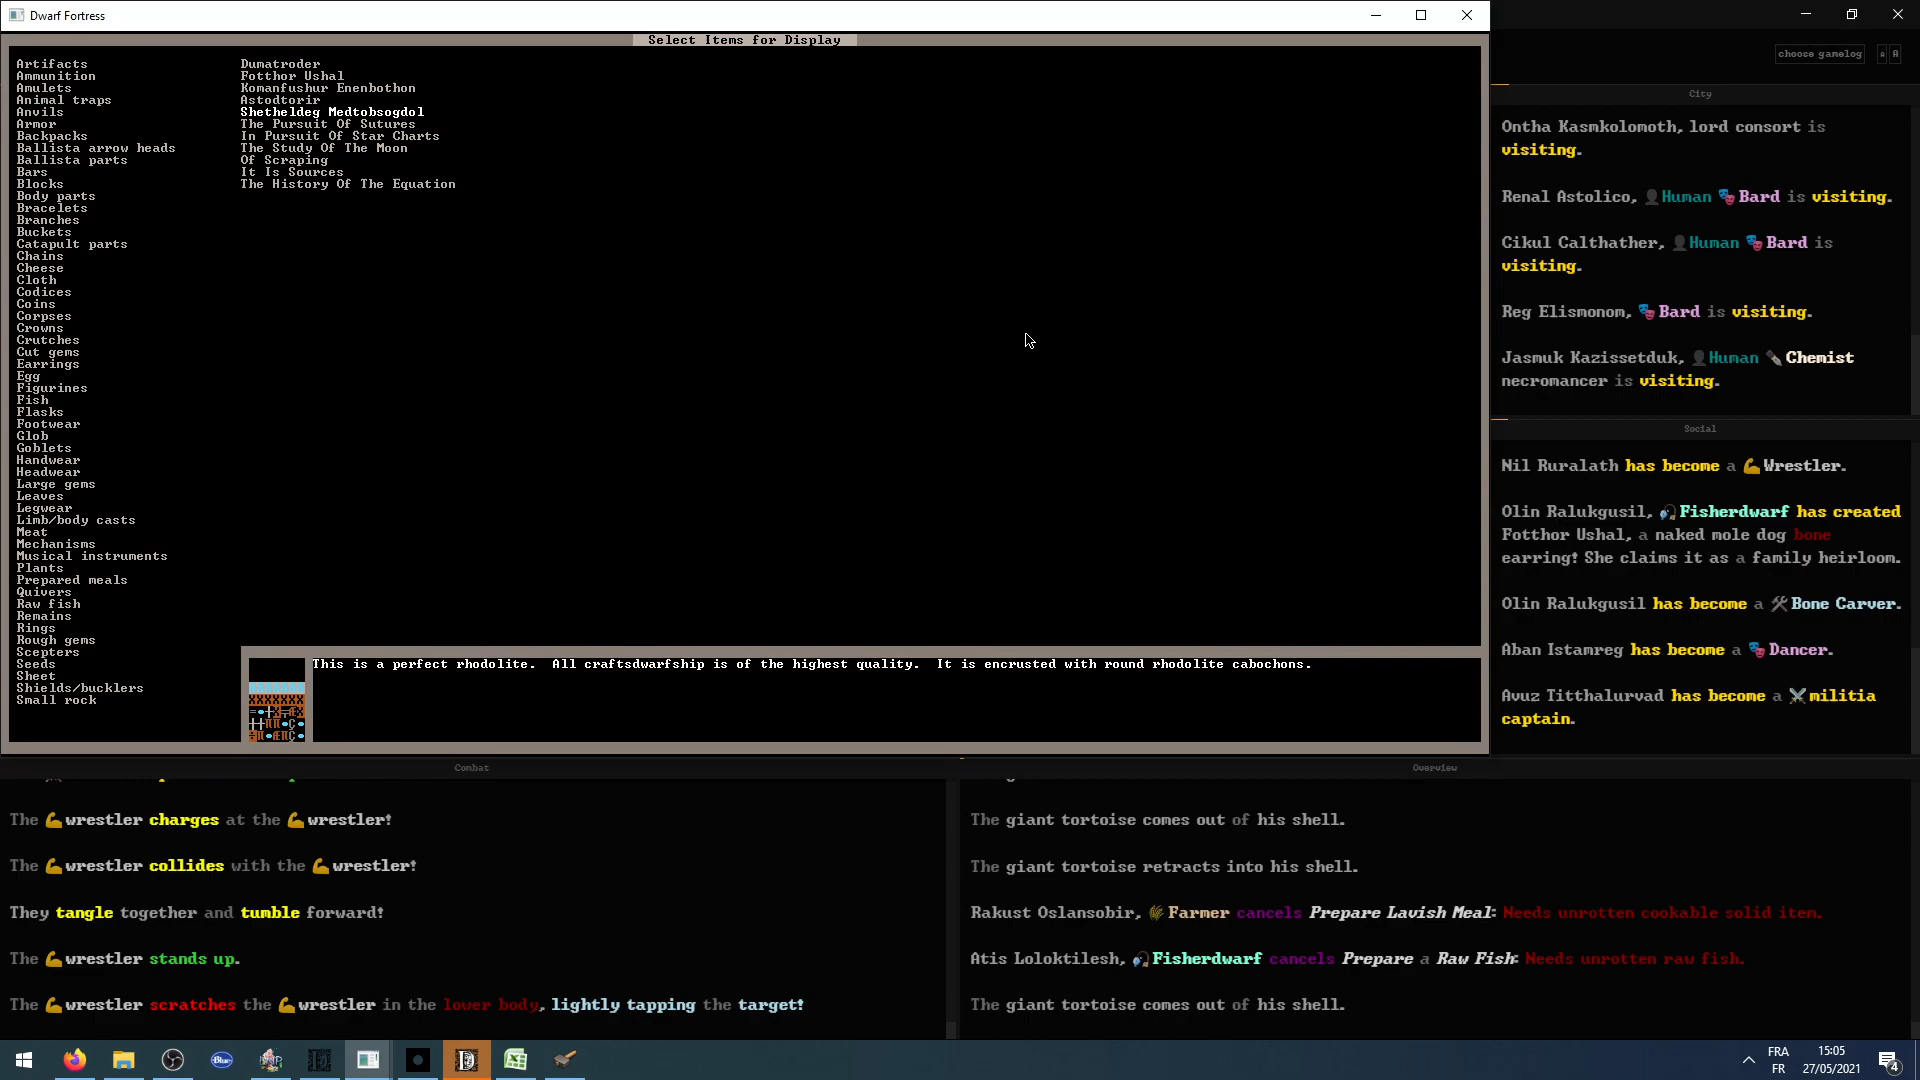 Dwarf Fortress
Select Items for Display
choose gamelog
A
A
Artifacts
Ammunition
Amulets
Animal traps
Anvils
Armor
Backpacks
Ballista arrow heads
Ballista parts
Bars
Blocks
Body parts
Bracelets
Branches
Buckets
Catapult parts
Chains
Cheese
Cloth
Codices
Coins
Corpses
Crowns
Crutches
Cut gems
Earrings
Egg
Figurines
Fish
Flasks
Footwear
Glob
Goblets
Handwear
Headwear
Large gems
Leaves
Legwear
Limb/body casts
Meat
Mechanisms
Musical instruments
Plants
Prepared meals
Quivers
Raw fish
Remains
Rings
Rough gems
Scepters
Seeds
Sheet
Shields/bucklers
Small rock
Dumatroder
Fotthor Ushal
Komanfushur Enenbothon
Astodtorir
Shetheldeg Medtobsogdol
The Pursuit Of Sutures
In Pursuit Of Star Charts
The Study Of The Moon
Of Scraping
It Is Sources
The History Of The Equation
This is a perfect rhodolite.  All craftsdwarfship is of the highest quality.  It is encrusted with round rhodolite cabochons.
City
Ontha Kasmkolomoth, lord consort is
visiting.
Renal Astolico, Human Bard is visiting.
Cikul Calthather, Human Bard is
visiting.
Reg Elismonom, Bard is visiting.
Jasmuk Kazissetduk, Human Chemist
necromancer is visiting.
Social
Nil Ruralath has become a Wrestler.
Olin Ralukgusil, Fisherdwarf has created
Fotthor Ushal, a naked mole dog bone
earring! She claims it as a family heirloom.
Olin Ralukgusil has become a Bone Carver.
Aban Istamreg has become a Dancer.
Avuz Titthalurvad has become a militia
captain.
Combat
The wrestler charges at the wrestler!
The wrestler collides with the wrestler!
They tangle together and tumble forward!
The wrestler stands up.
The wrestler scratches the wrestler in the lower body, lightly tapping the target!
Overview
The giant tortoise comes out of his shell.
The giant tortoise retracts into his shell.
Rakust Oslansobir, Farmer cancels Prepare Lavish Meal: Needs unrotten cookable solid item.
Atis Loloktilesh, Fisherdwarf cancels Prepare a Raw Fish: Needs unrotten raw fish.
The giant tortoise comes out of his shell.
Blue
FRA
FR
15:05
27/05/2021
4